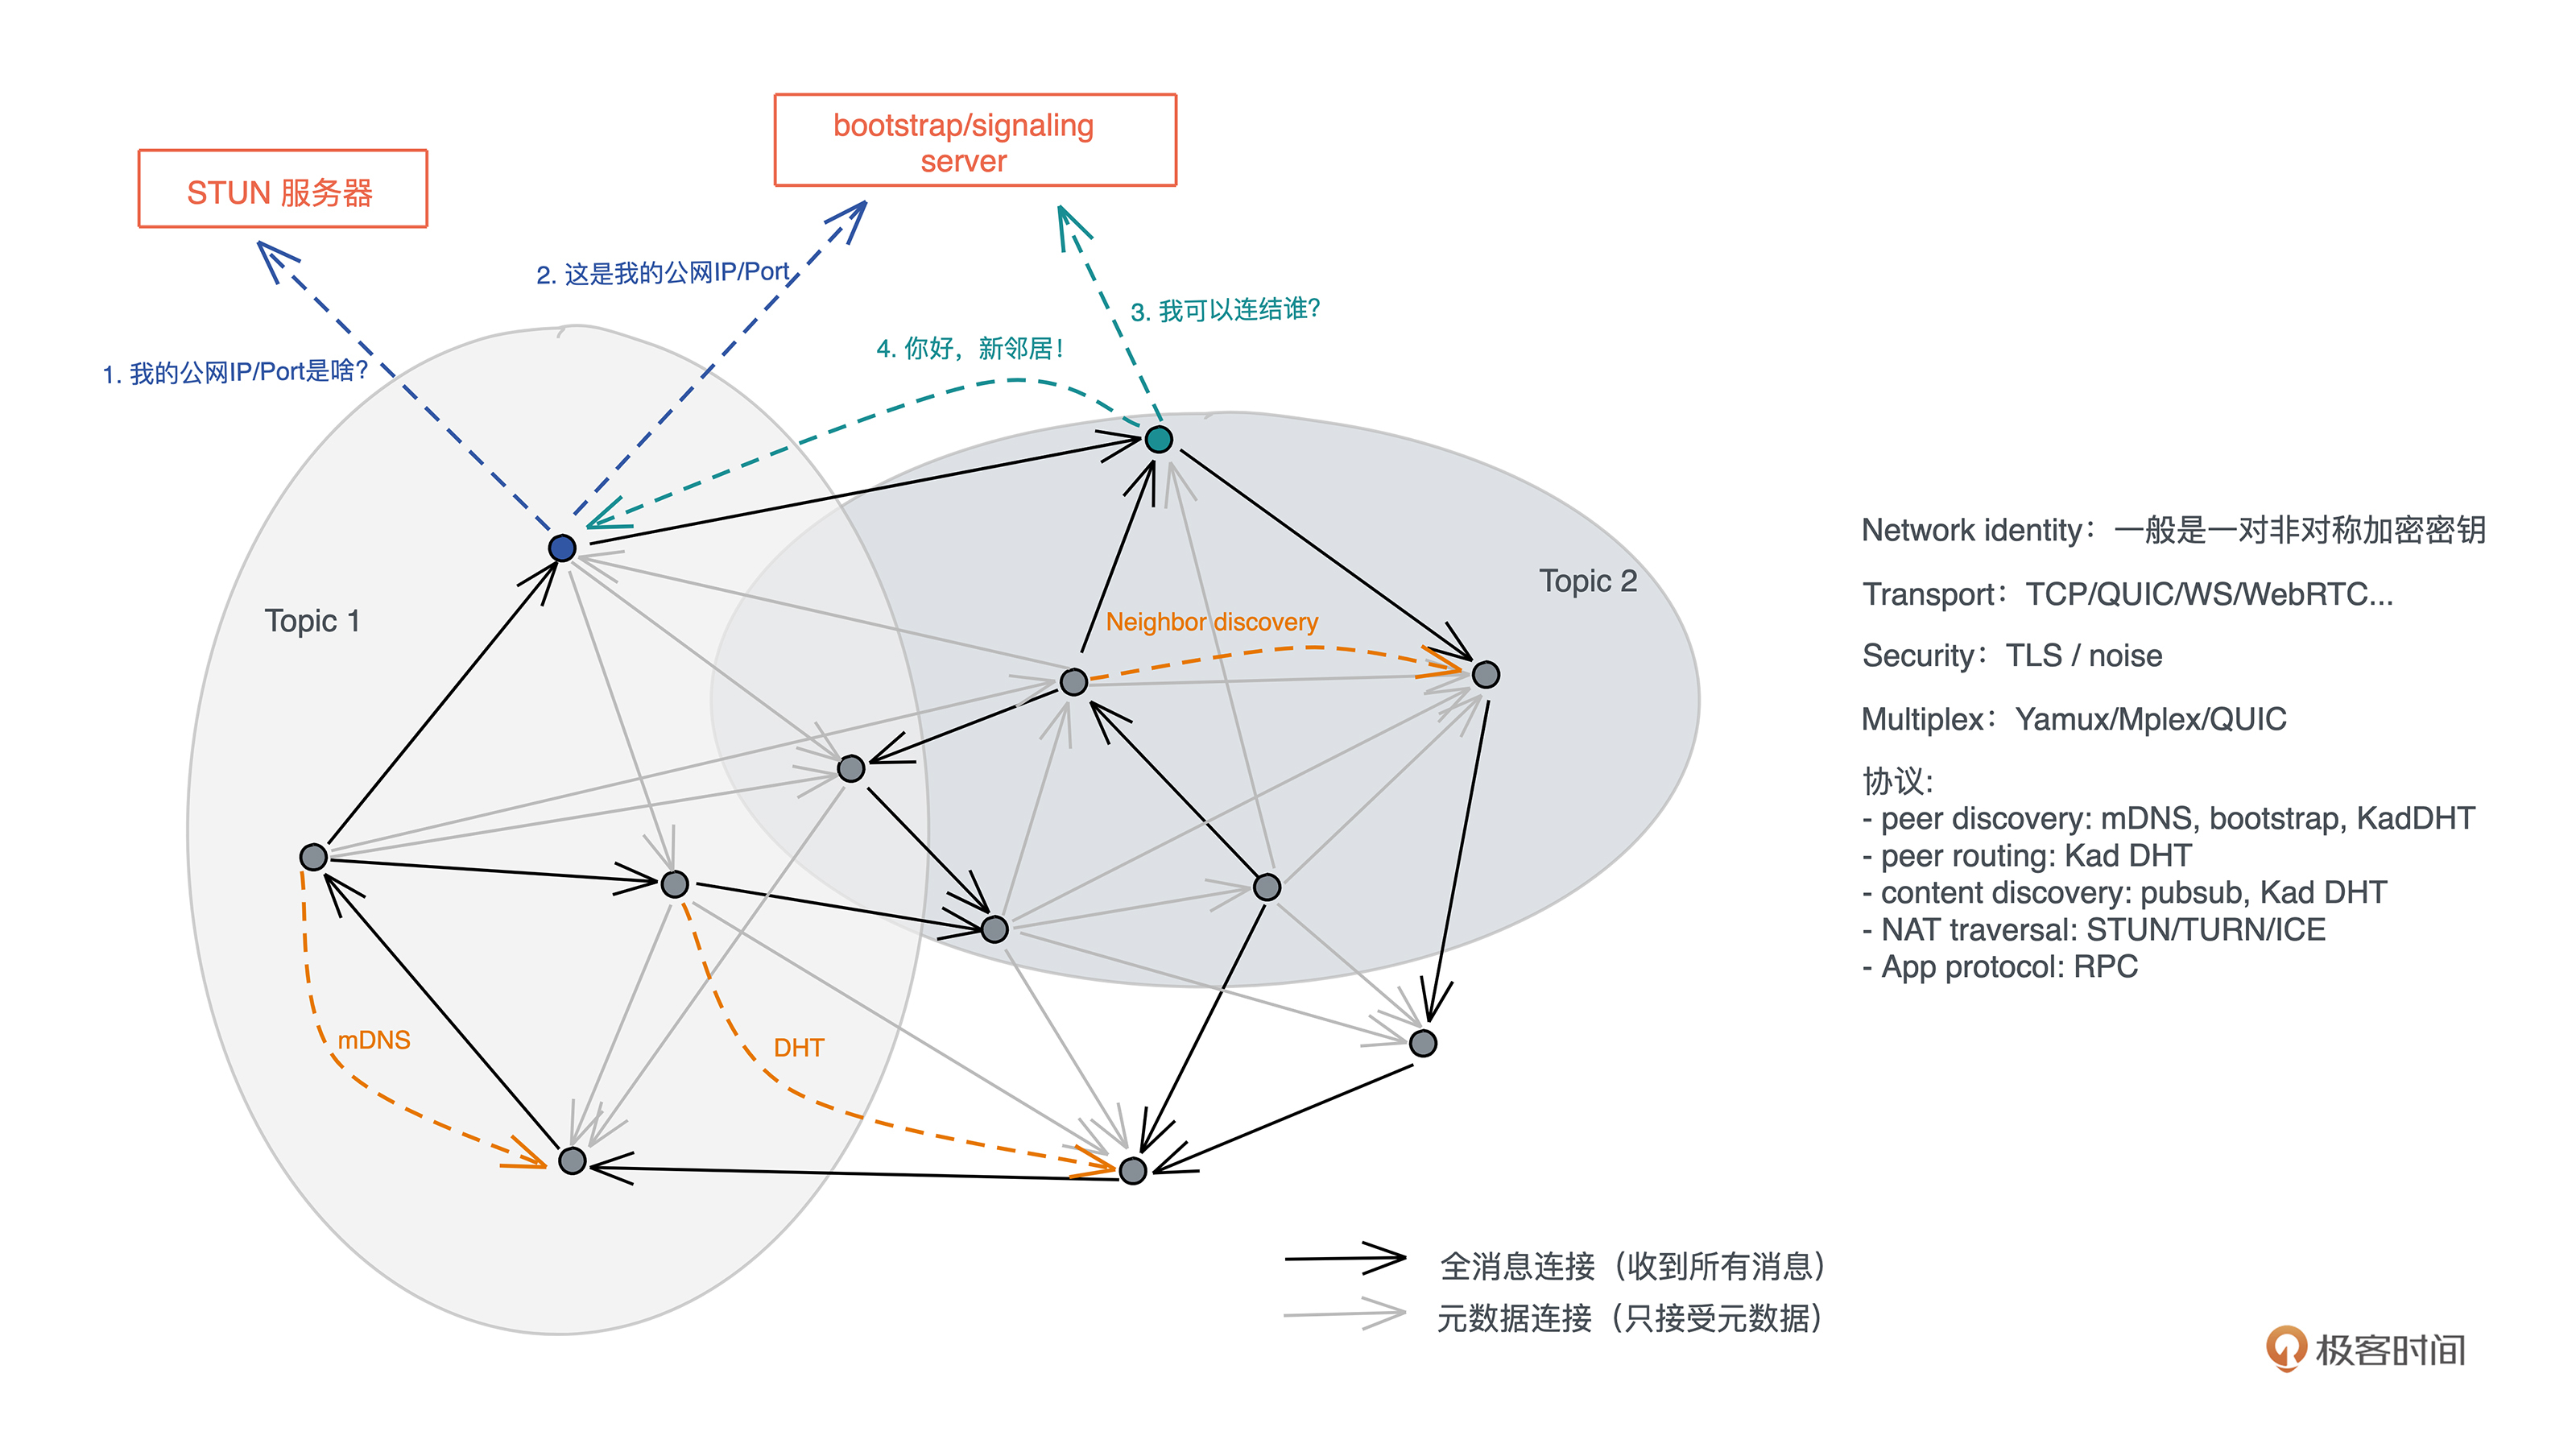 bootstrap/signaling
server
STUN 服务器
2. 这是我的公网IP/Port
3. 我可以连结谁?
4. 你好，新邻居!
1. 我的公网IP/Port是啥?
Topic 1
Topic 2
Neighbor discovery
mDNS
DHT
Network identity：一般是一对非对称加密密钥
Transport：TCP/QUIC/WS/WebRTC...
Security：TLS / noise
Multiplex：Yamux/Mplex/QUIC
协议:
- peer discovery: mDNS, bootstrap, KadDHT
- peer routing: Kad DHT
- content discovery: pubsub, Kad DHT
- NAT traversal: STUN/TURN/ICE
- App protocol: RPC
全消息连接（收到所有消息）
元数据连接（只接受元数据）
极客时间